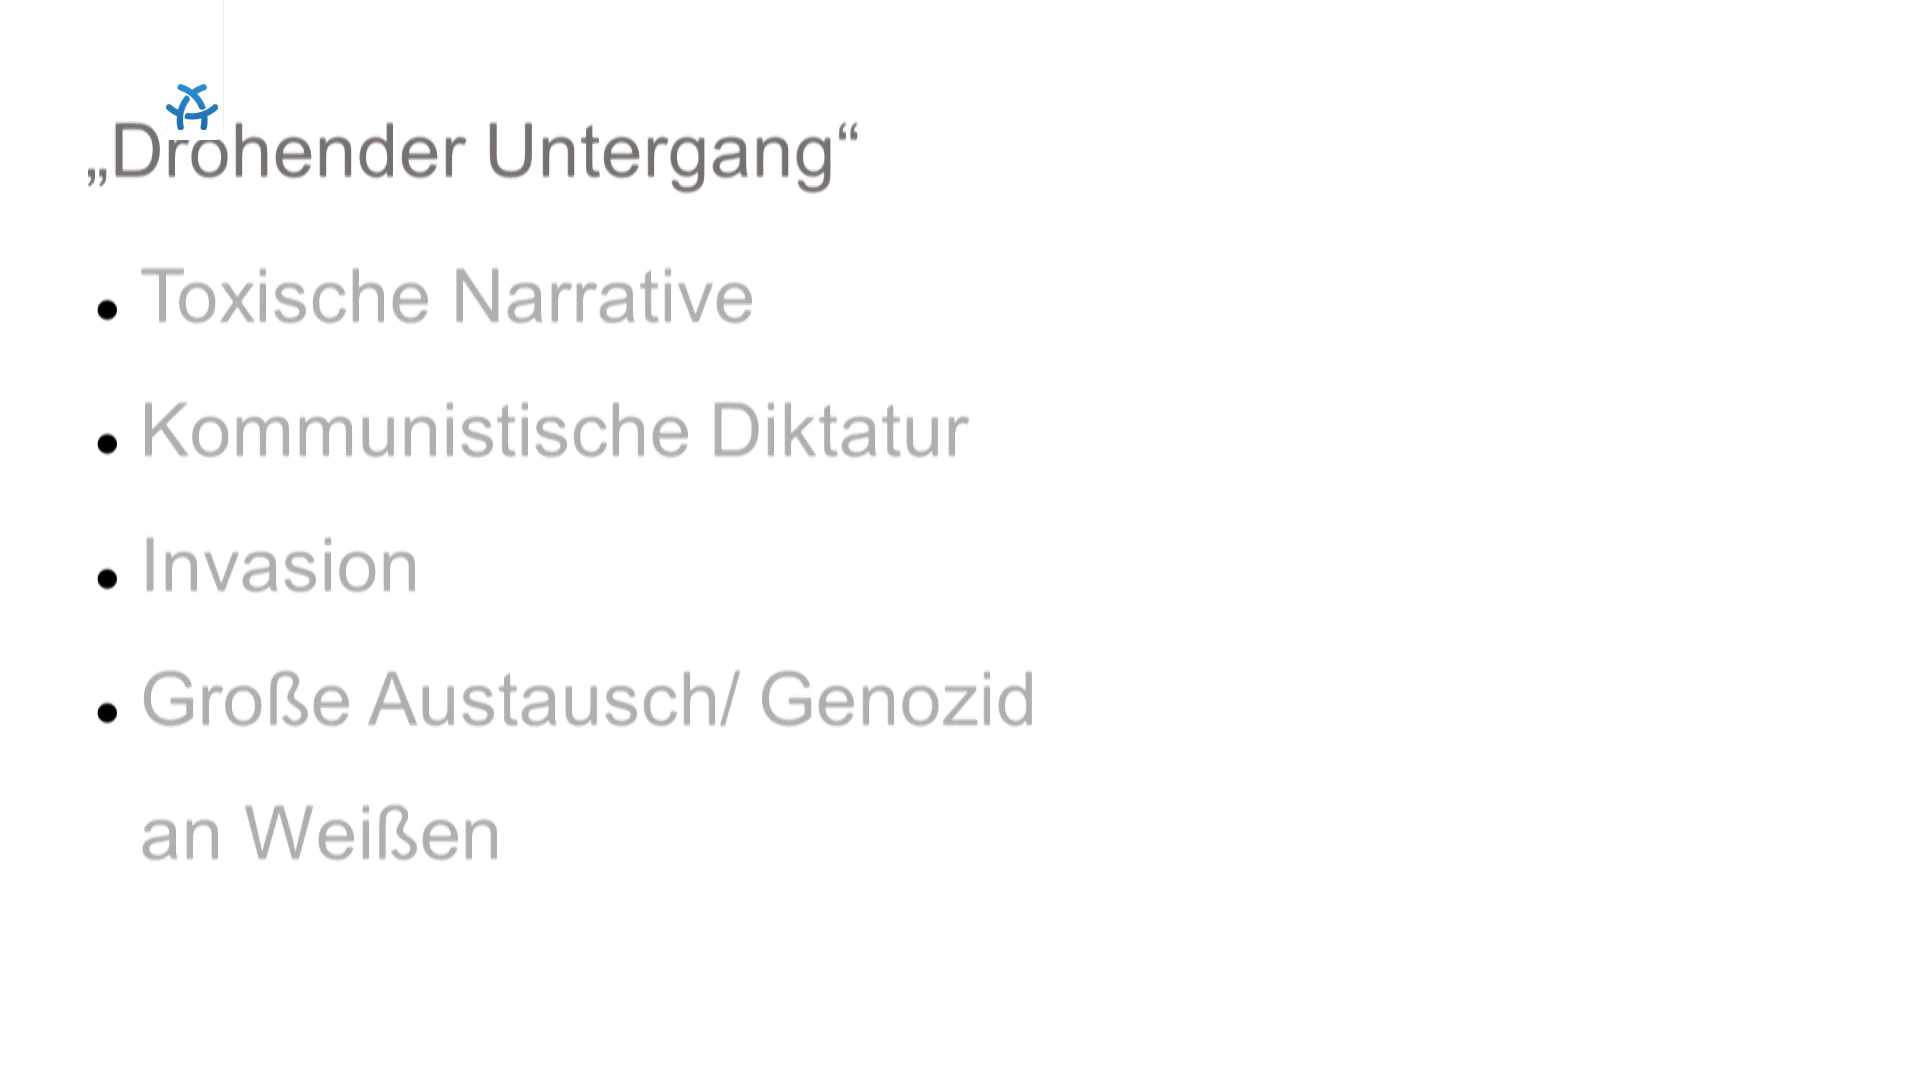 „Drohender Untergang“
• Toxische Narrative
• Kommunistische Diktatur
• Invasion
• Große Austausch/ Genozid
an Weißen